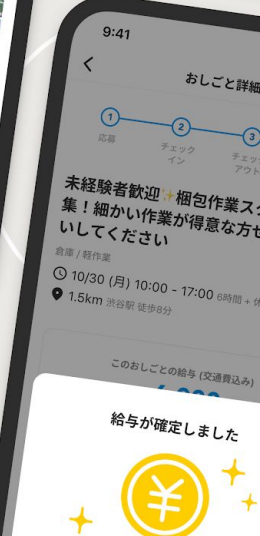 9:41
おしごと詳細
1
2
3
応募
チェック
イン
チェッ
アウト
未経験者歓迎✨梱包作業ス
集！細かい作業が得意な方
いしてください
倉庫 / 軽作業
10/30 (月) 10:00 - 17:00 6時間 + 休
1.5km 渋谷駅 徒歩8分
このおしごとの給与 (交通費込み)
給与が確定しました
¥